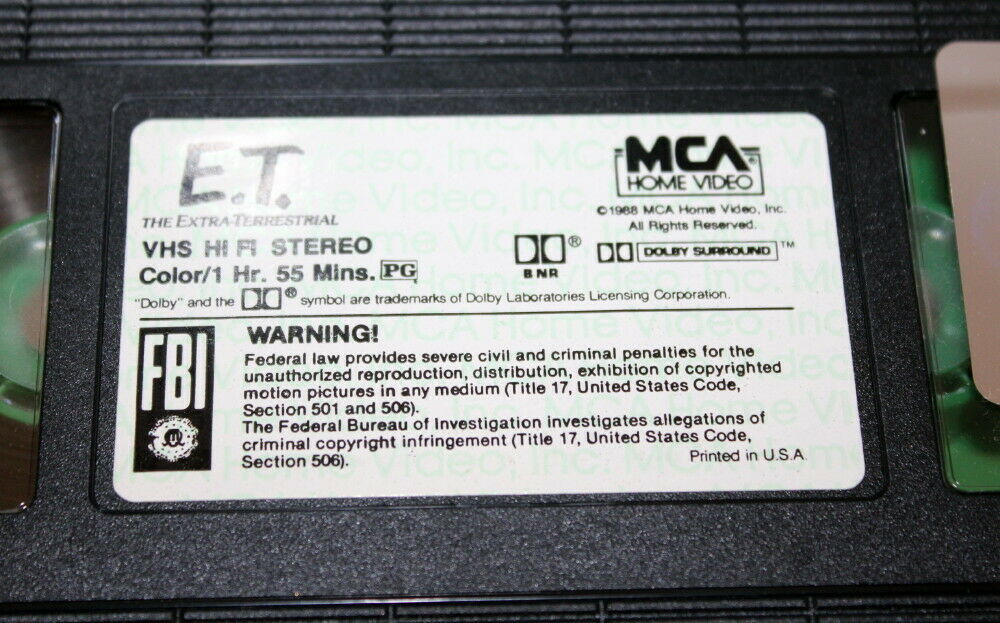 E.T.
THE EXTRA-TERRESTRIAL
VHS HI FI STEREO
Color/1 Hr. 55 Mins. PG
MCA®
HOME VIDEO
©1988 MCA Home Video, Inc.
All Rights Reserved.
® DOLBY SURROUND™
BNR
"Dolby" and the ® symbol are trademarks of Dolby Laboratories Licensing Corporation.
FBI
WARNING!
Federal law provides severe civil and criminal penalties for the
unauthorized reproduction, distribution, exhibition of copyrighted
motion pictures in any medium (Title 17, United States Code,
Section 501 and 506).
The Federal Bureau of Investigation investigates allegations of
criminal copyright infringement (Title 17, United States Code,
Section 506).
Printed in U.S.A